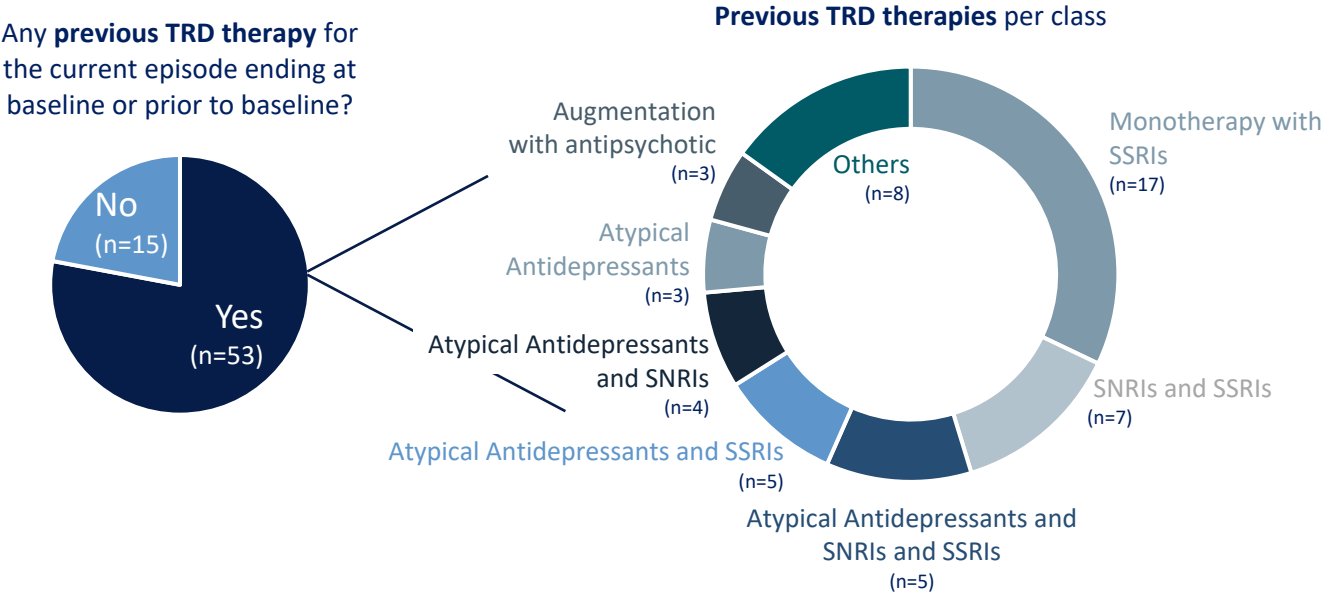 Any previous TRD therapy for
the current episode ending at
baseline or prior to baseline?
No
(n=15)
Yes
(n=53)
Previous TRD therapies per class
Augmentation
with antipsychotic
(n=3)
Others
(n=8)
Monotherapy with
SSRIs
(n=17)
Atypical
Antidepressants
(n=3)
Atypical Antidepressants
and SNRIs
(n=4)
SNRIs and SSRIs
(n=7)
Atypical Antidepressants and SSRIs
(n=5)
Atypical Antidepressants and
SNRIs and SSRIs
(n=5)